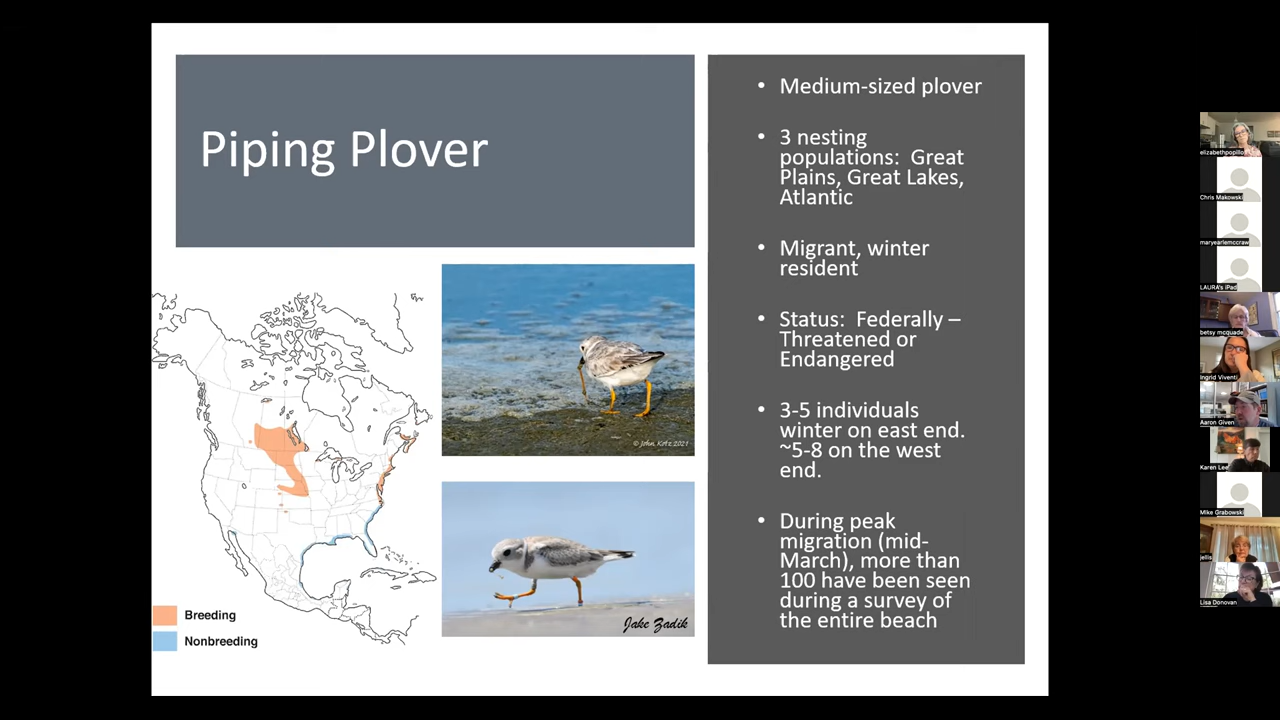 Piping Plover
• Medium-sized plover
• 3 nesting
populations: Great
Plains, Great Lakes,
Atlantic
• Migrant, winter
resident
• Status: Federally –
Threatened or
Endangered
• 3-5 individuals
winter on east end.
~5-8 on the west
end.
• During peak
migration (mid-
March), more than
100 have been seen
during a survey of
the entire beach
© John Kotz 2021
Jake Zadik
Breeding
Nonbreeding
elizabethpopillo
Chris Makowski
maryearlemccraw
LAURA's iPad
betsy mcquade
Ingrid Viventi
Aaron Given
Karen Lee
Mike Grabowski
jellis
Lisa Donovan